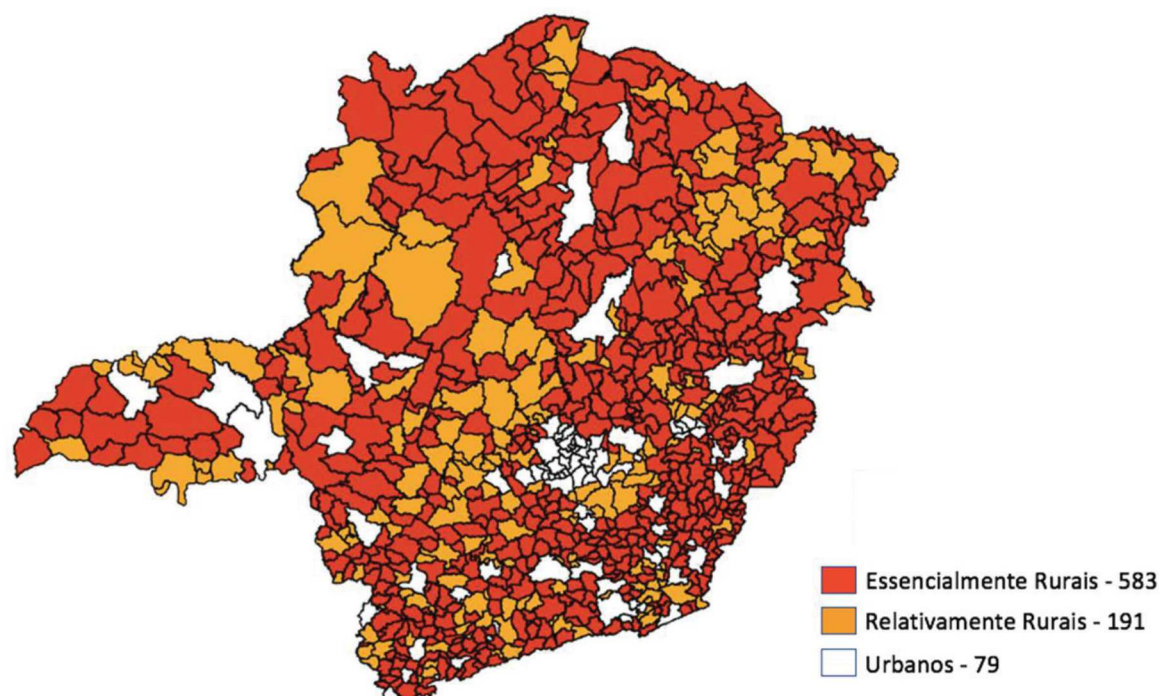 Essencialmente Rurais - 583
Relativamente Rurais - 191
Urbanos - 79